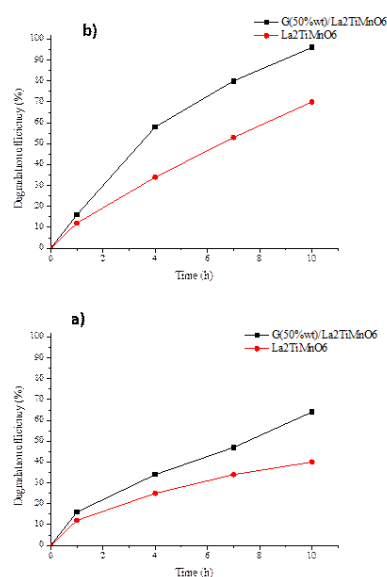 b)
G(50%wt)/La2TiMnO6
La2TiMnO6
100
90
80
70
60
50
40
30
20
10
0
Degradation efficiency (%)
0 2 4 6 8 10
Time (h)
a)
G(50%wt)/La2TiMnO6
La2TiMnO6
100
90
80
70
60
50
40
30
20
10
0
Degradation efficiency (%)
0 2 4 6 8 10
Time (h)